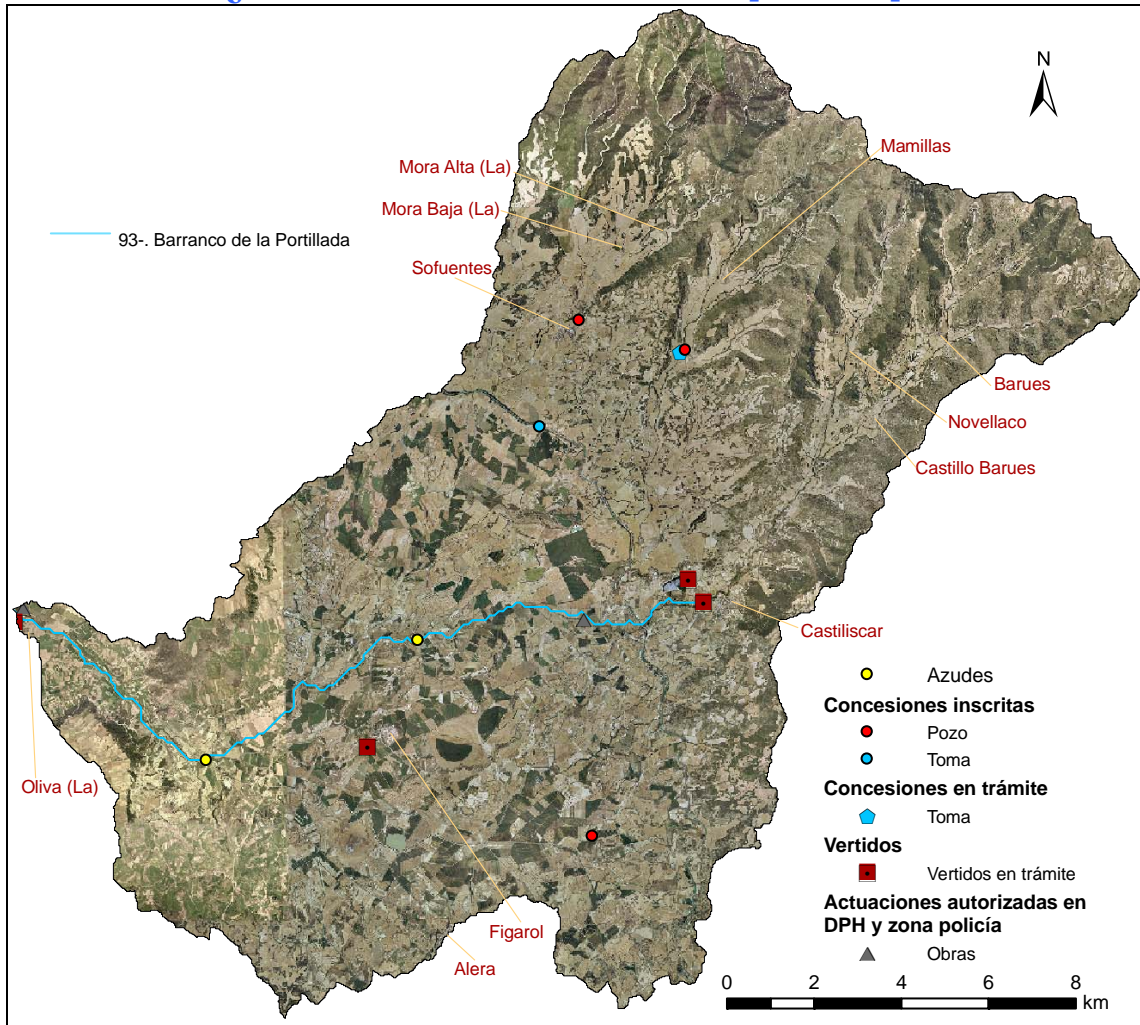 N
Mamillas
Mora Alta (La)
Mora Baja (La)
93-. Barranco de la Portillada
Sofuentes
Barues
Novellaco
Castillo Barues
Castiliscar
Oliva (La)
Figarol
Alera
Azudes
Concesiones inscritas
Pozo
Toma
Concesiones en trámite
Toma
Vertidos
Vertidos en trámite
Actuaciones autorizadas en
DPH y zona policía
Obras
0 2 4 6 8
km